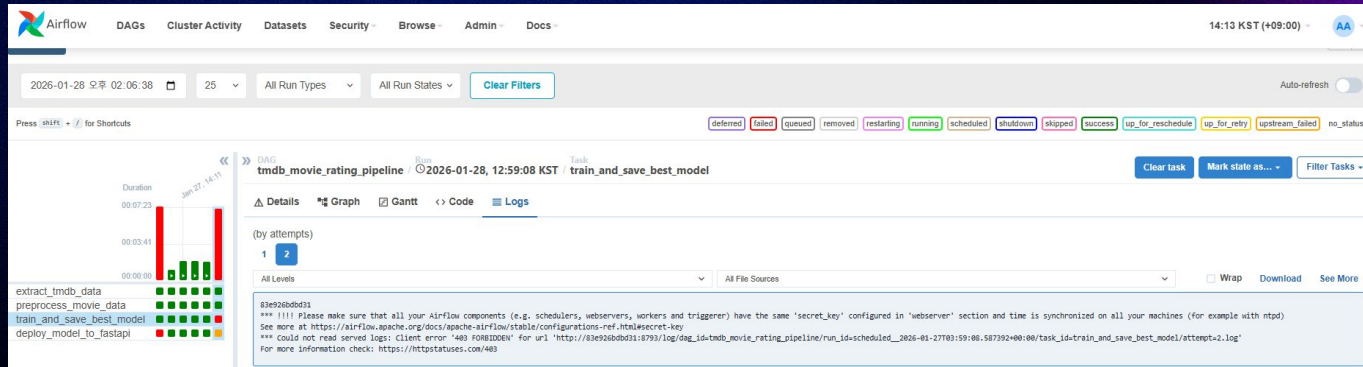 Airflow DAGs Cluster Activity Datasets Security Browse Admin Docs 14:13 KST (+09:00) AA
2026-01-28 오후 02:06:38 25 All Run Types All Run States Clear Filters Auto-refresh
Press shift + / for Shortcuts deferred failed queued removed restarting running scheduled shutdown skipped success up_for_reschedule up_for_retry upstream_failed no_status
DAG Run Task
tmdb_movie_rating_pipeline / 2026-01-28, 12:59:08 KST / train_and_save_best_model
Clear task Mark state as... Filter Tasks
Duration Jan 27, 14:11
00:07:23
00:03:41
00:00:00
extract_tmdb_data
preprocess_movie_data
train_and_save_best_model
deploy_model_to_fastapi
Details Graph Gantt <> Code Logs
(by attempts)
1 2
All Levels All File Sources Wrap Download See More
83e926bdbd31
*** !!!! Please make sure that all your Airflow components (e.g. schedulers, webservers, workers and triggerer) have the same 'secret_key' configured in 'webserver' section and time is synchronized on all your machines (for example with ntpd)
See more at https://airflow.apache.org/docs/apache-airflow/stable/configurations-ref.html#secret-key
*** Could not read served logs: Client error '403 FORBIDDEN' for url 'http://83e926bdbd31:8793/log/dag_id=tmdb_movie_rating_pipeline/run_id=scheduled__2026-01-27T03:59:08.587392+00:00/task_id=train_and_save_best_model/attempt=2.log'
For more information check: https://httpstatuses.com/403